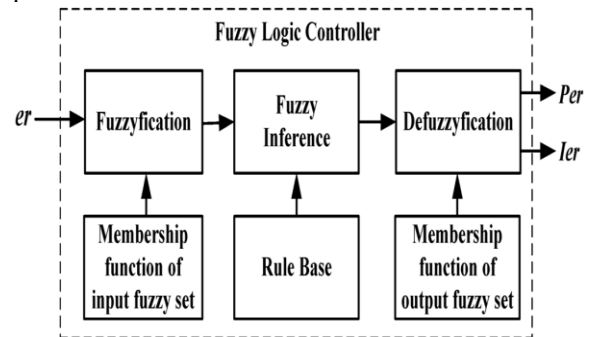 Fuzzy Logic Controller
er
Fuzzyfication
Fuzzy
Inference
Defuzzyfication
Per
Ier
Membership
function of
input fuzzy set
Rule Base
Membership
function of
output fuzzy set